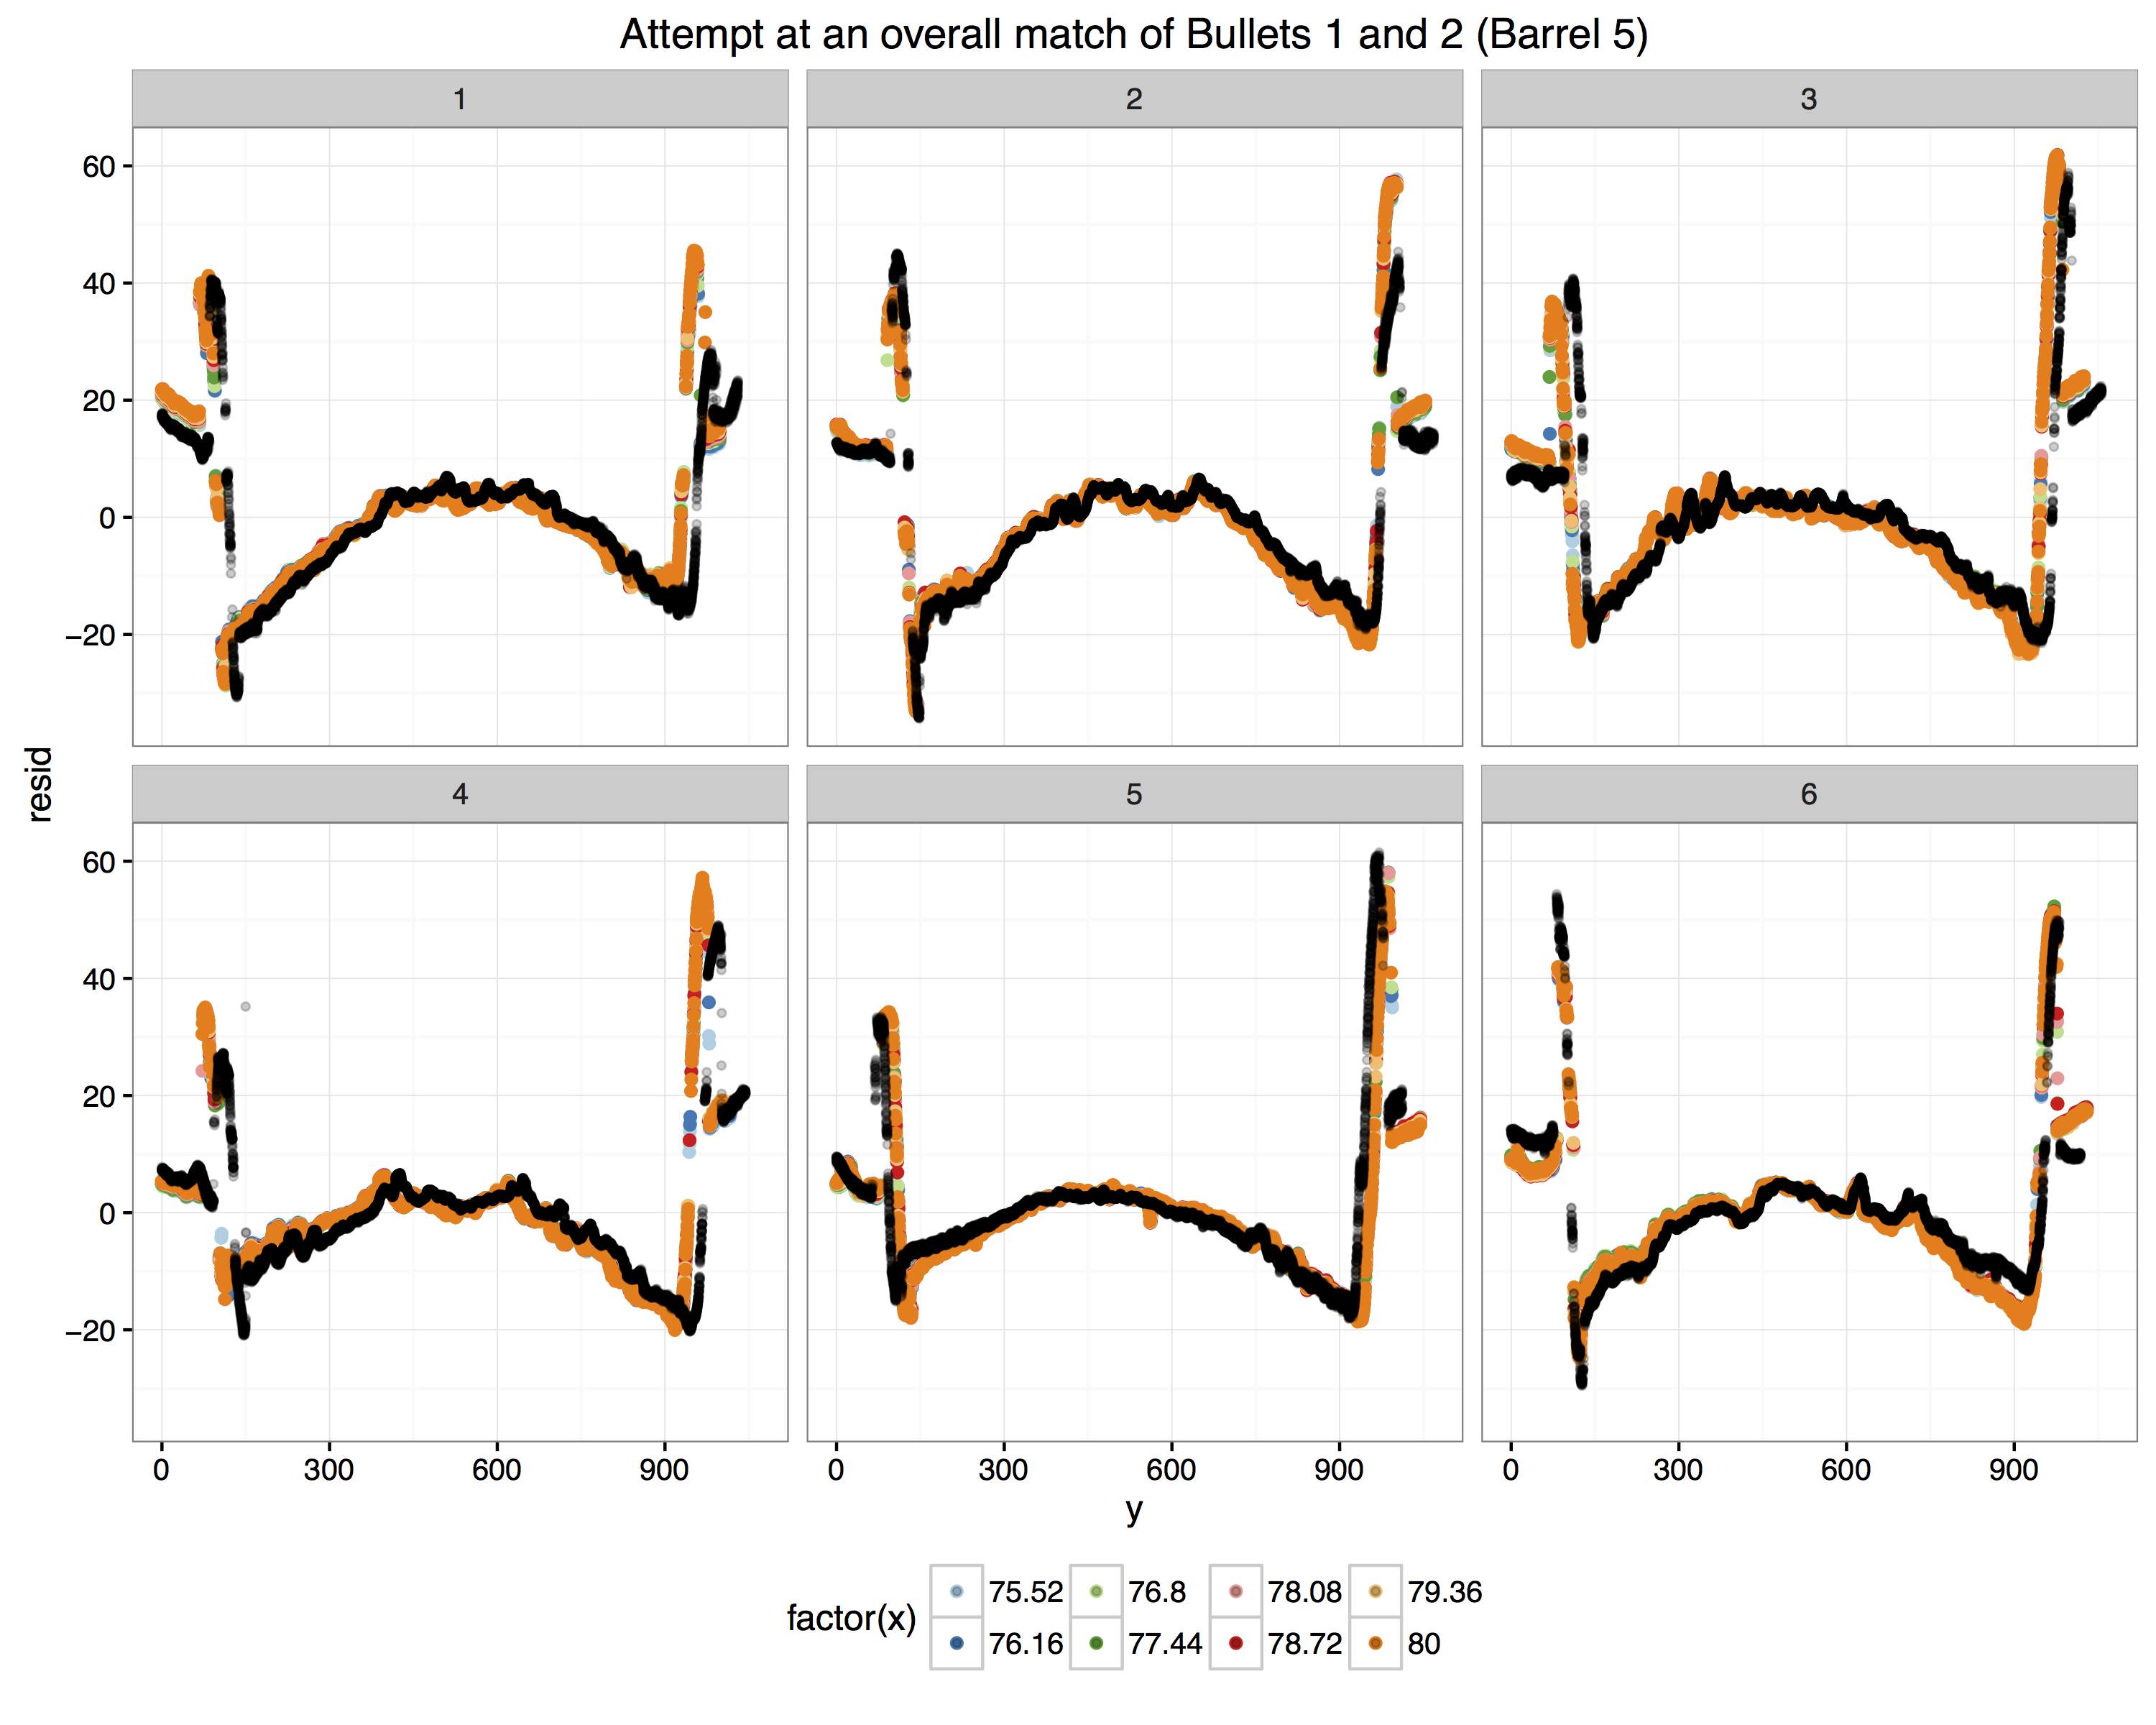 Attempt at an overall match of Bullets 1 and 2 (Barrel 5)
1 2 3
60
40
20
0
−20
resid
4 5 6
60
40
20
0
−20
0 300 600 900 0 300 600 900 0 300 600 900
y
factor(x)
75.52 76.8 78.08 79.36
76.16 77.44 78.72 80